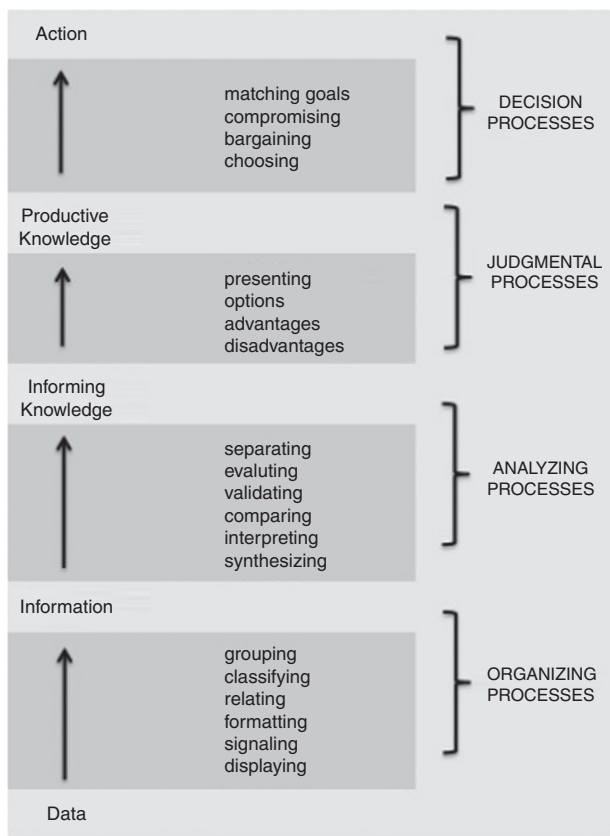 Action
matching goals
compromising
bargaining
choosing
DECISION
PROCESSES
Productive
Knowledge
presenting
options
advantages
disadvantages
JUDGMENTAL
PROCESSES
Informing
Knowledge
separating
evaluting
validating
comparing
interpreting
synthesizing
ANALYZING
PROCESSES
Information
grouping
classifying
relating
formatting
signaling
displaying
ORGANIZING
PROCESSES
Data